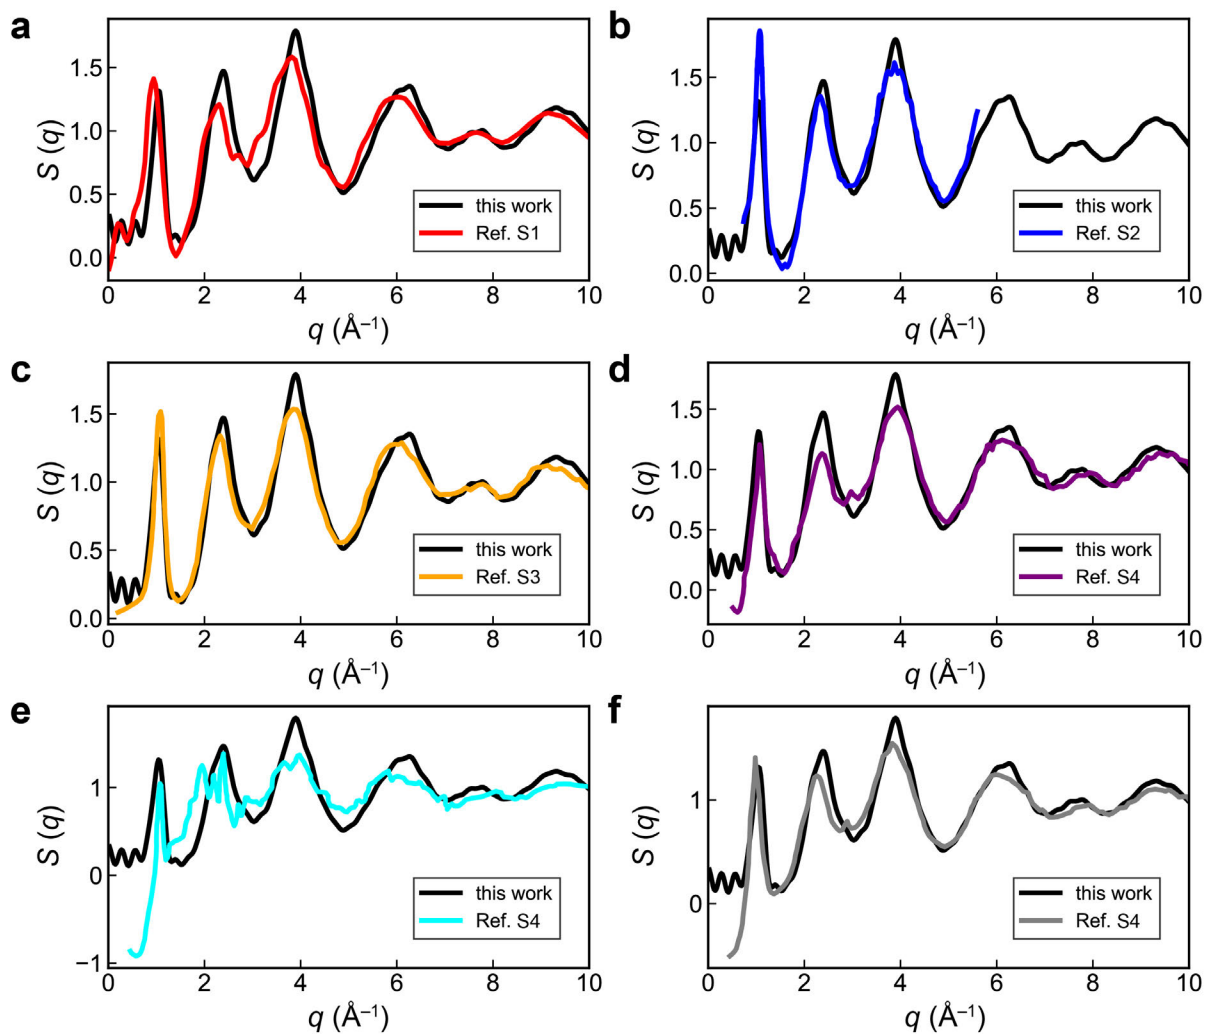 a
S (q)
1.5
1.0
0.5
0.0
this work
Ref. S1
0 2 4 6 8 10
q (Å⁻¹)
b
S (q)
1.5
1.0
0.5
0.0
this work
Ref. S2
0 2 4 6 8 10
q (Å⁻¹)
c
S (q)
1.5
1.0
0.5
0.0
this work
Ref. S3
0 2 4 6 8 10
q (Å⁻¹)
d
S (q)
1.5
1.0
0.5
0.0
this work
Ref. S4
0 2 4 6 8 10
q (Å⁻¹)
e
S (q)
1
0
−1
this work
Ref. S4
0 2 4 6 8 10
q (Å⁻¹)
f
S (q)
1
0
this work
Ref. S4
0 2 4 6 8 10
q (Å⁻¹)